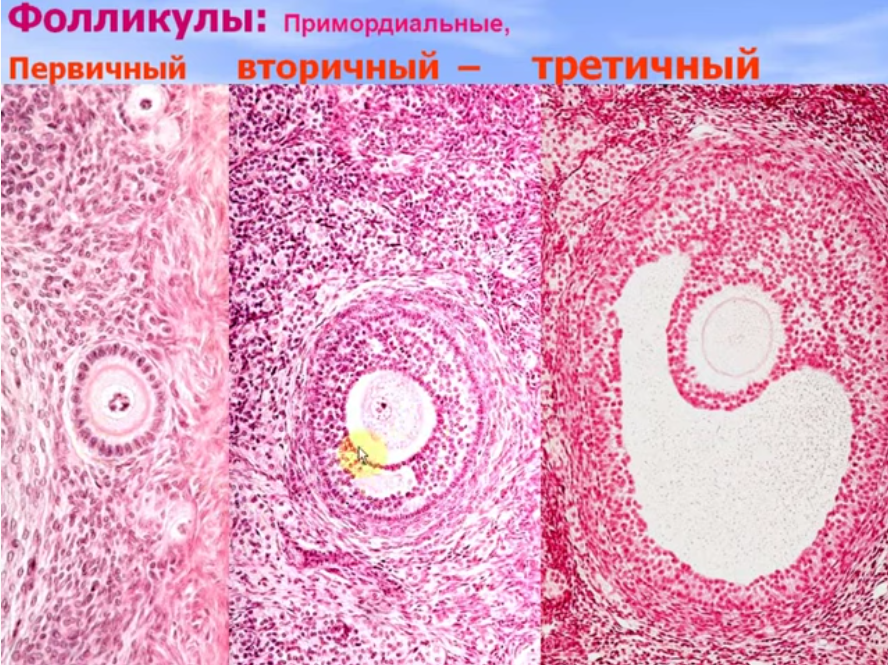 Фолликулы: Примордиальные,
Первичный вторичный – третичный